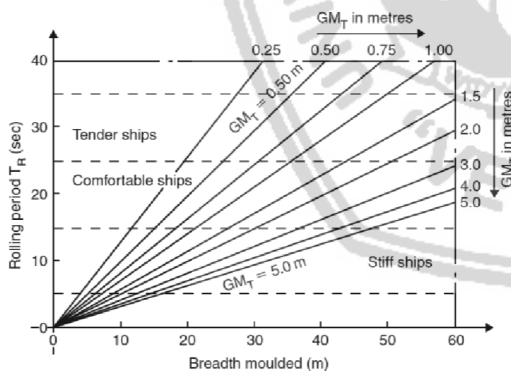 GM_T in metres
0.25 0.50 0.75 1.00
40
30
20
10
0
Rolling period T_R (sec)
Tender ships
Comfortable ships
Stiff ships
GM_T = 0.50 m
GM_T = 5.0 m
1.5
2.0
3.0
4.0
5.0
GM_T in metres
0 10 20 30 40 50 60
Breadth moulded (m)